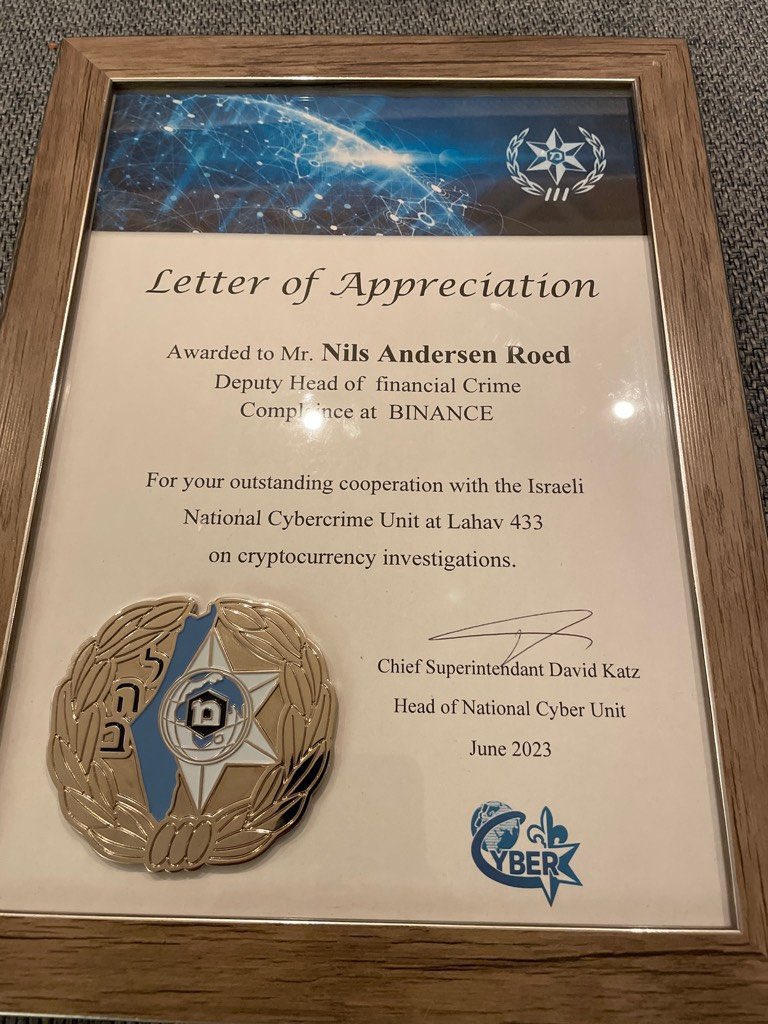 Letter of Appreciation
Awarded to Mr. Nils Andersen Roed
Deputy Head of financial Crime
Complaince at BINANCE
For your outstanding cooperation with the Israeli
National Cybercrime Unit at Lahav 433
on cryptocurrency investigations.
להב
מ
Chief Superintendant David Katz
Head of National Cyber Unit
June 2023
CYBER